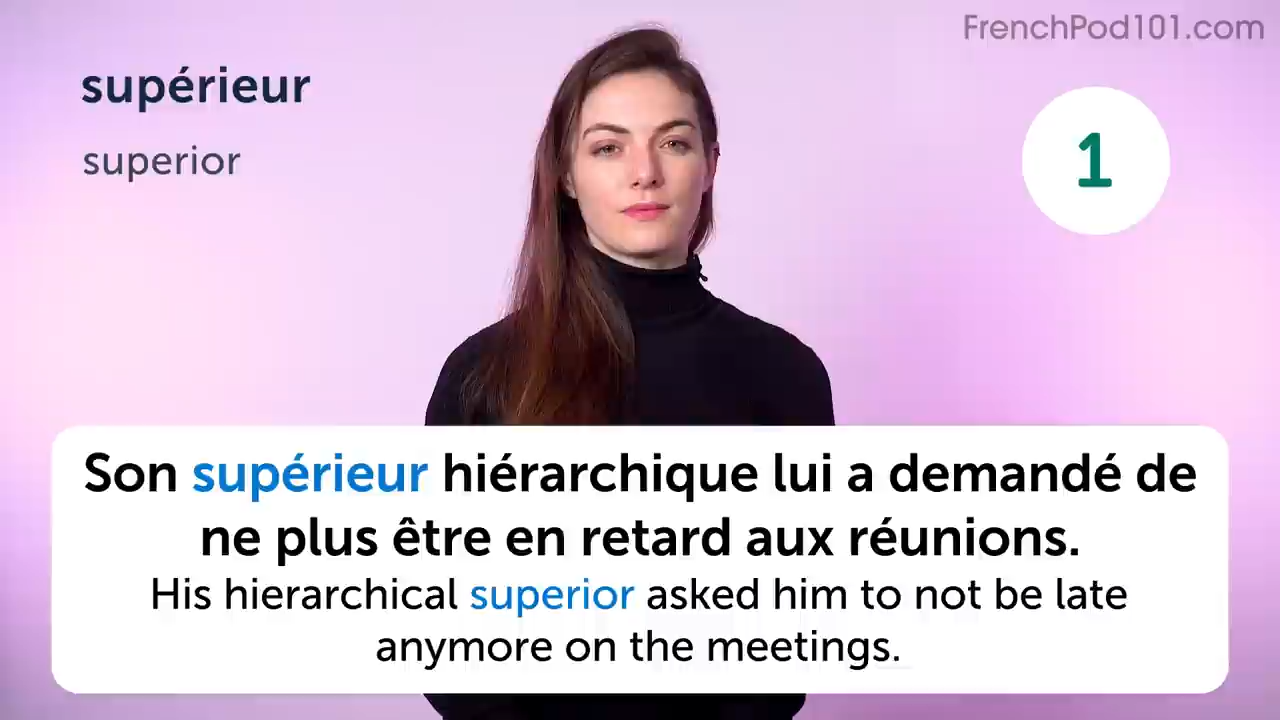 FrenchPod101.com
supérieur
superior
1
Son supérieur hiérarchique lui a demandé de
ne plus être en retard aux réunions.
His hierarchical superior asked him to not be late
anymore on the meetings.